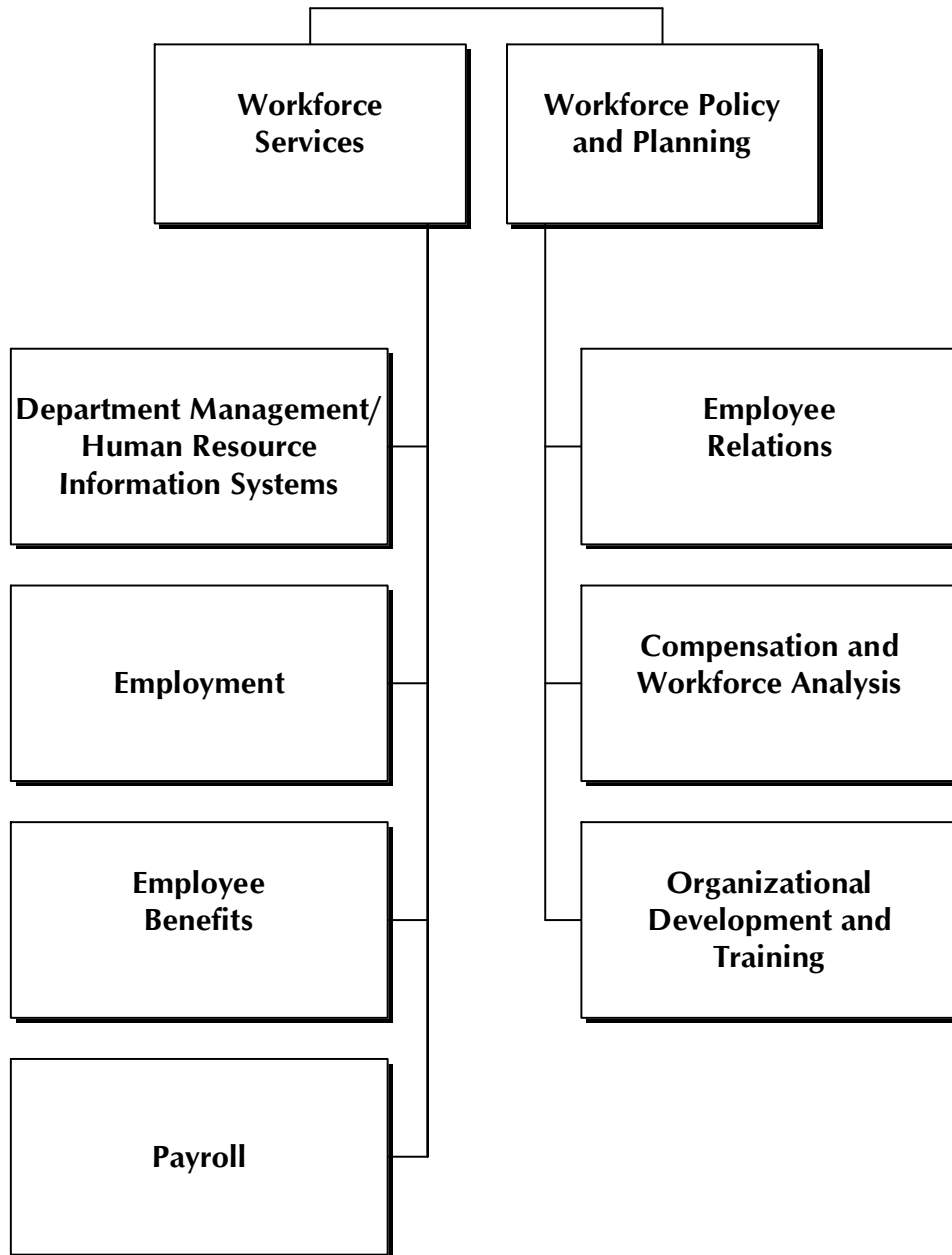 Workforce
Services
Workforce Policy
and Planning
Department Management/
Human Resource
Information Systems
Employment
Employee
Benefits
Payroll
Employee
Relations
Compensation and
Workforce Analysis
Organizational
Development and
Training